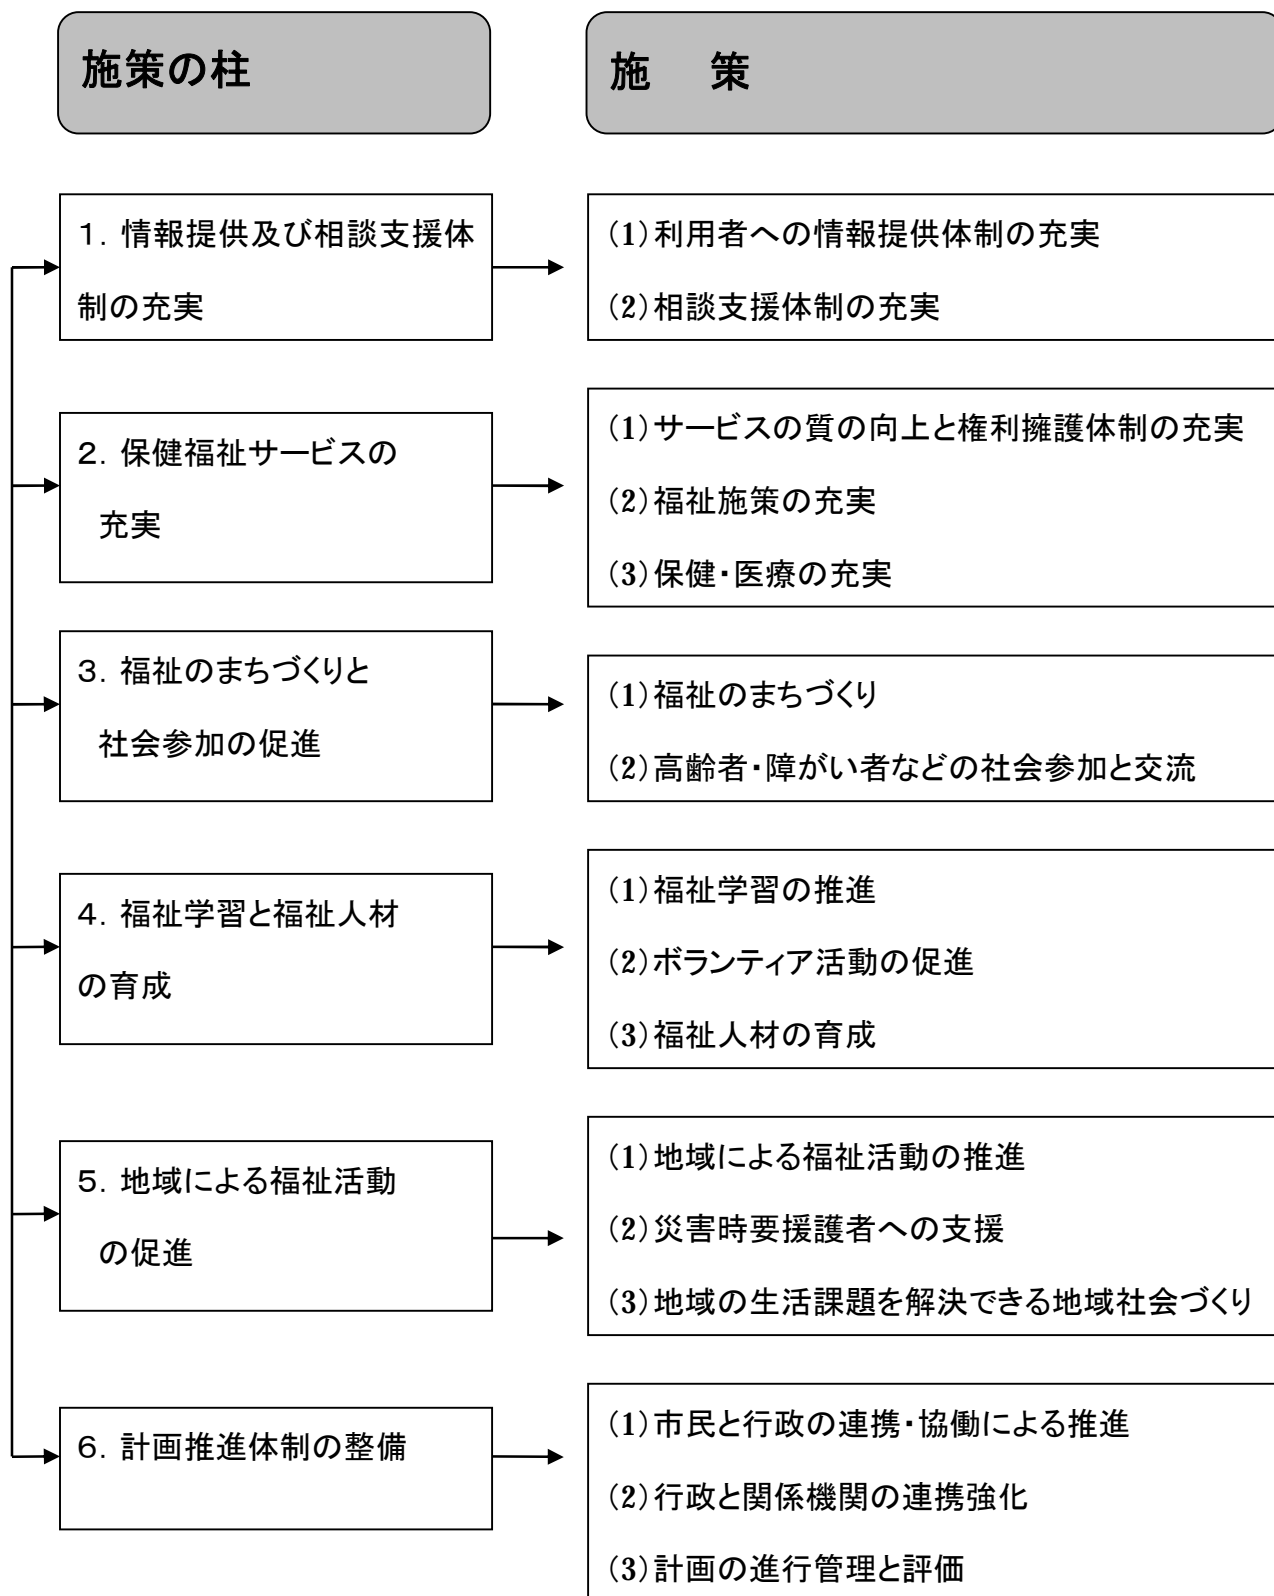 施策の柱
施　策
1．情報提供及び相談支援体
制の充実
(1)利用者への情報提供体制の充実
(2)相談支援体制の充実
2．保健福祉サービスの
充実
(1)サービスの質の向上と権利擁護体制の充実
(2)福祉施策の充実
(3)保健・医療の充実
3．福祉のまちづくりと
社会参加の促進
(1)福祉のまちづくり
(2)高齢者・障がい者などの社会参加と交流
4．福祉学習と福祉人材
の育成
(1)福祉学習の推進
(2)ボランティア活動の促進
(3)福祉人材の育成
5．地域による福祉活動
の促進
(1)地域による福祉活動の推進
(2)災害時要援護者への支援
(3)地域の生活課題を解決できる地域社会づくり
6．計画推進体制の整備
(1)市民と行政の連携・協働による推進
(2)行政と関係機関の連携強化
(3)計画の進行管理と評価